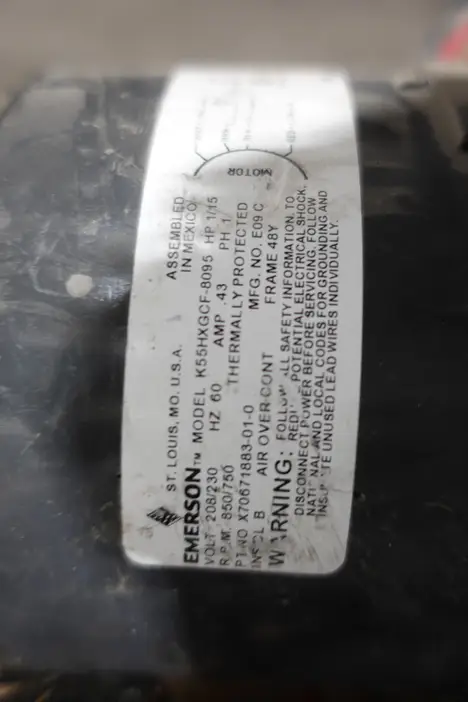 ST. LOUIS, MO. U.S.A. ASSEMBLED
IN MEXICO
EMERSON™ MODEL K55HXGCF-8095 HP 1/15
VOLT 208/230 HZ 60 AMP .43 PH 1
R.P.M. 850/750 THERMALLY PROTECTED
PT NO X70671883-01-0 MFG. NO. E09C
INSUL B AIR OVER CONT FRAME 48Y
WARNING: FOLLOW ALL SAFETY INFORMATION. TO
POTENTIAL ELECTRICAL SHOCK,
DISCONNECT POWER BEFORE SERVICING. FOLLOW
NATIONAL AND LOCAL CODES FOR GROUNDING AND
INSULATE UNUSED LEAD WIRES INDIVIDUALLY.
MOTOR